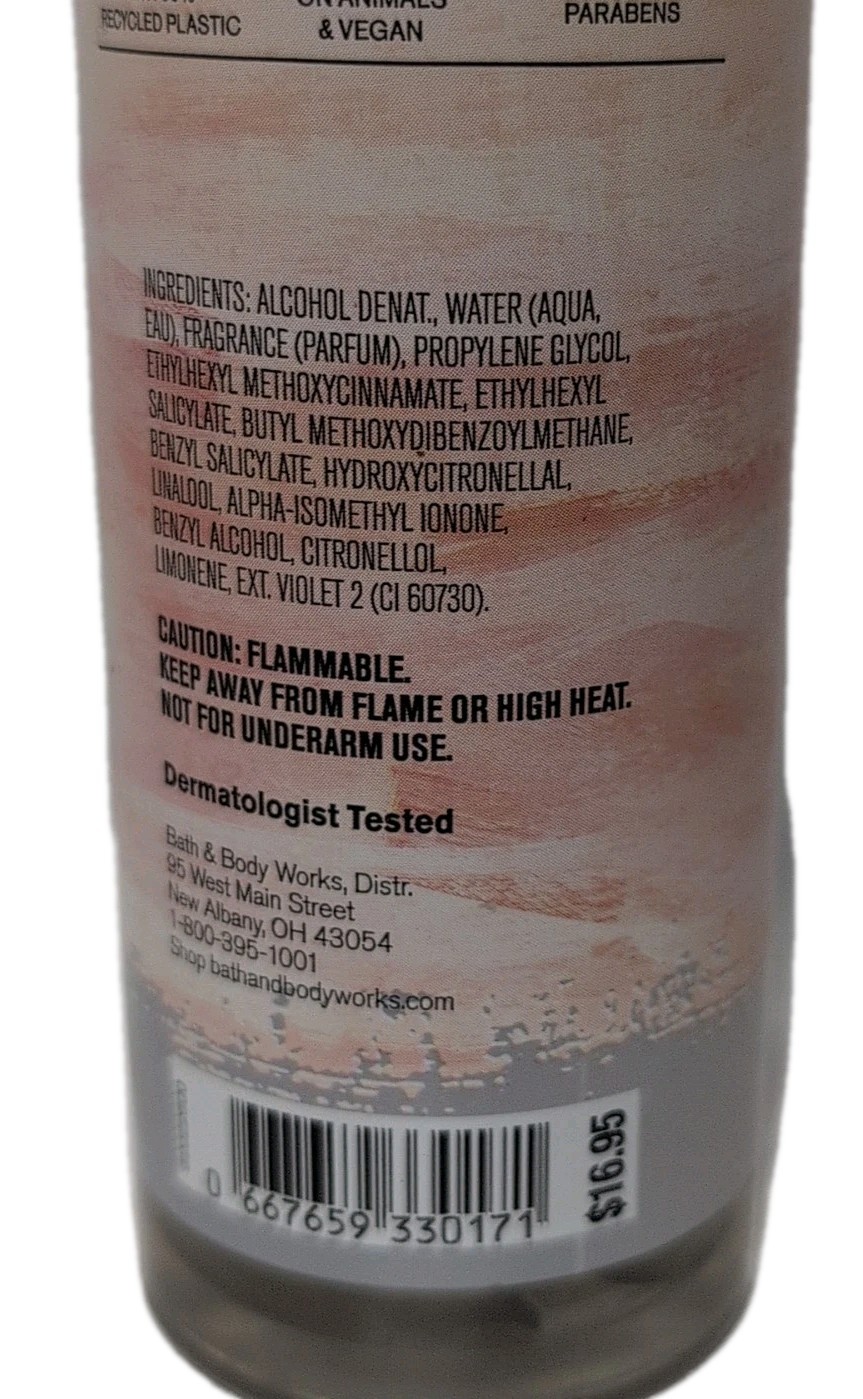 RECYCLED PLASTIC
ON ANIMALS
& VEGAN
PARABENS
INGREDIENTS: ALCOHOL DENAT., WATER (AQUA,
EAU), FRAGRANCE (PARFUM), PROPYLENE GLYCOL,
ETHYLHEXYL METHOXYCINNAMATE, ETHYLHEXYL
SALICYLATE, BUTYL METHOXYDIBENZOYLMETHANE,
BENZYL SALICYLATE, HYDROXYCITRONELLAL,
LINALOOL, ALPHA-ISOMETHYL IONONE,
BENZYL ALCOHOL, CITRONELLOL,
LIMONENE, EXT. VIOLET 2 (CI 60730).
CAUTION: FLAMMABLE.
KEEP AWAY FROM FLAME OR HIGH HEAT.
NOT FOR UNDERARM USE.
Dermatologist Tested
Bath & Body Works, Distr.
95 West Main Street
New Albany, OH 43054
1-800-395-1001
Shop bathandbodyworks.com
0 667659 330171
$16.95